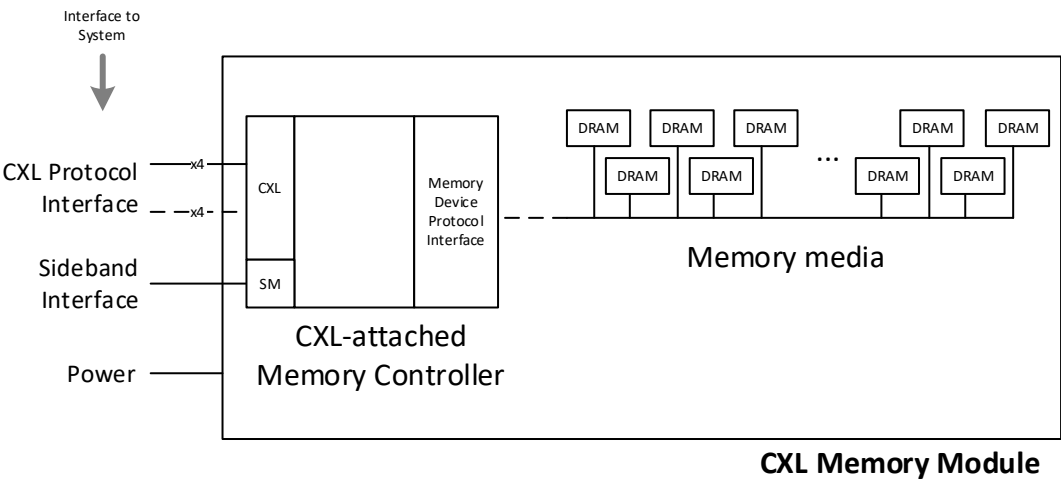 Interface to
System
CXL Protocol
Interface
x4
x4
Sideband
Interface
Power
CXL
SM
Memory
Device
Protocol
Interface
CXL-attached
Memory Controller
DRAM
DRAM
DRAM
DRAM
DRAM
DRAM
DRAM
...
DRAM
DRAM
Memory media
CXL Memory Module